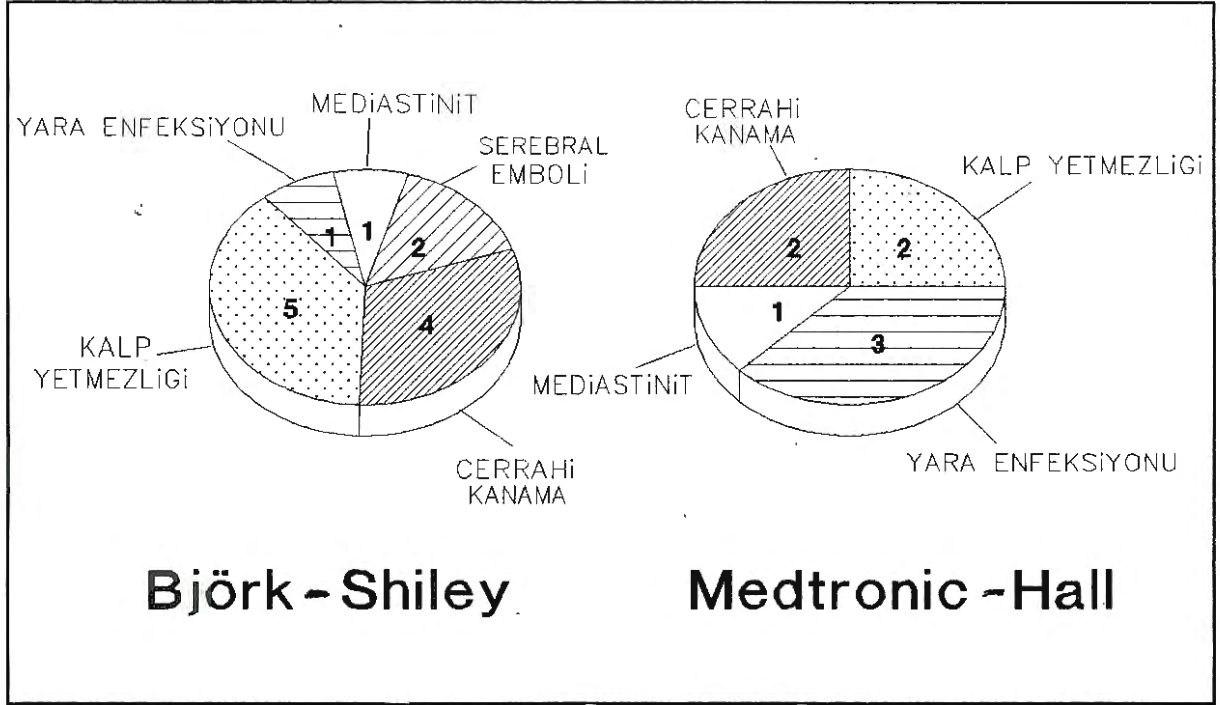 MEDiASTiNiT
YARA ENFEKSiYONU
SEREBRAL
EMBOLi
1
1
2
5
4
KALP
YETMEZLiGi
CERRAHi
KANAMA
Björk - Shiley
CERRAHi
KANAMA
KALP YETMEZLiGi
2
2
1
3
MEDiASTiNiT
YARA ENFEKSiYONU
Medtronic - Hall